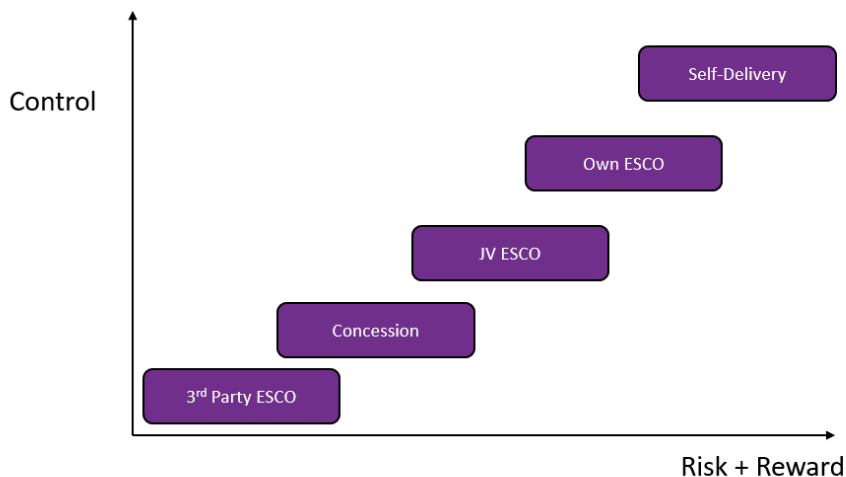 Self-Delivery
Control
Own ESCO
JV ESCO
Concession
3rd Party ESCO
Risk + Reward